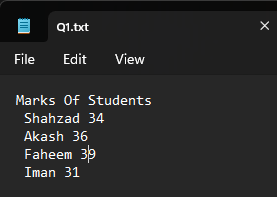 Q1.txt
File Edit View
Marks Of Students
Shahzad 34
Akash 36
Faheem 39
Iman 31